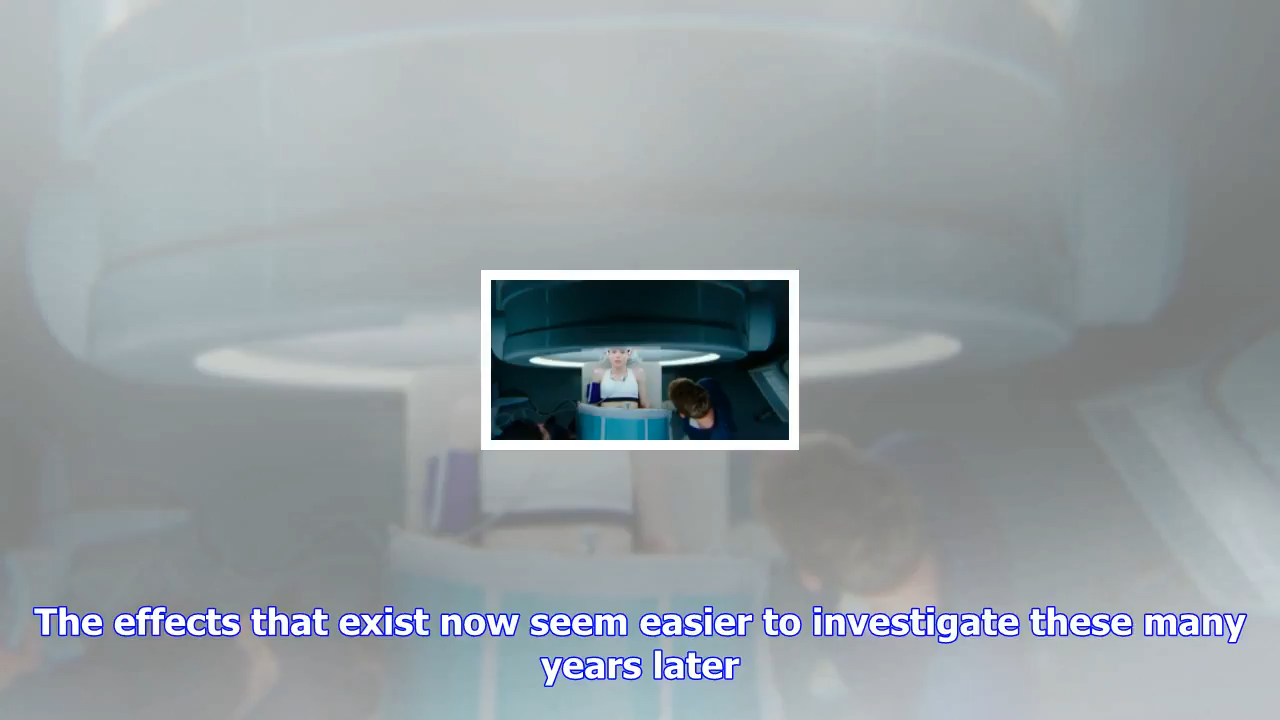 The effects that exist now seem easier to investigate these many
years later